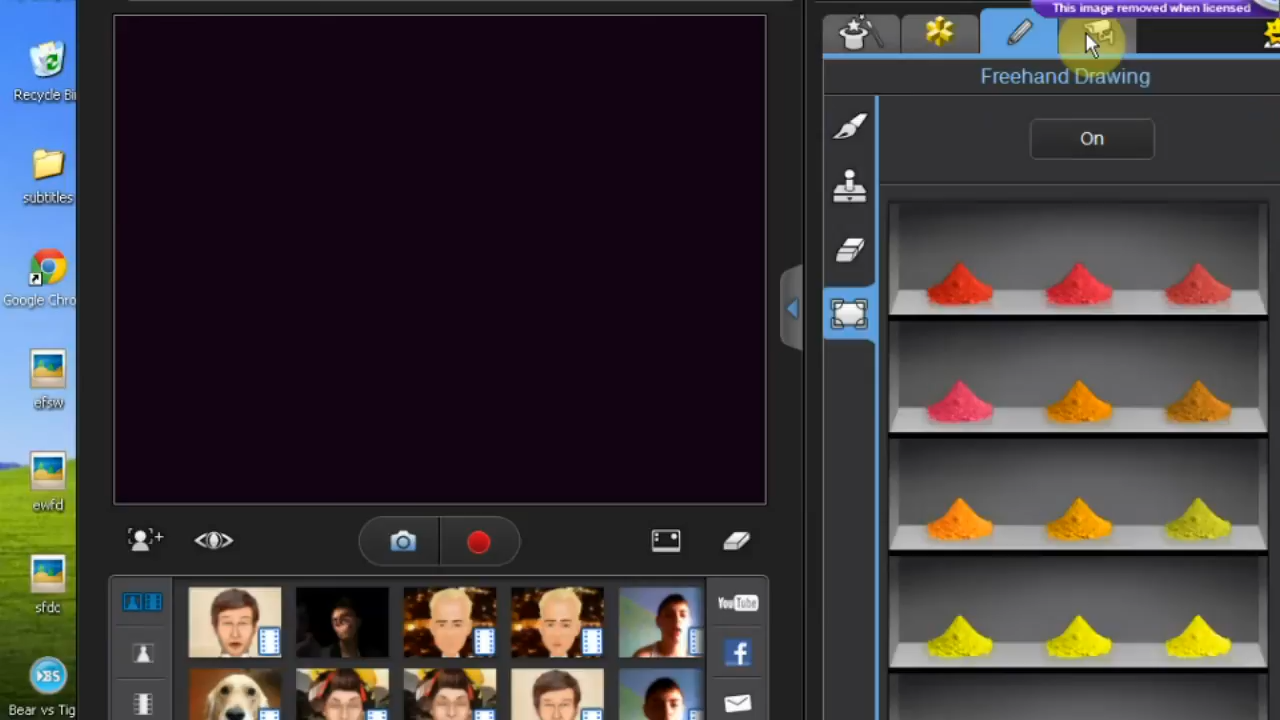 This image removed when licensed
Recycle Bi
Freehand Drawing
On
subtitles
Google Chro
efsw
ewfd
sfdc
YouTube
f
BS
Bear vs Tig